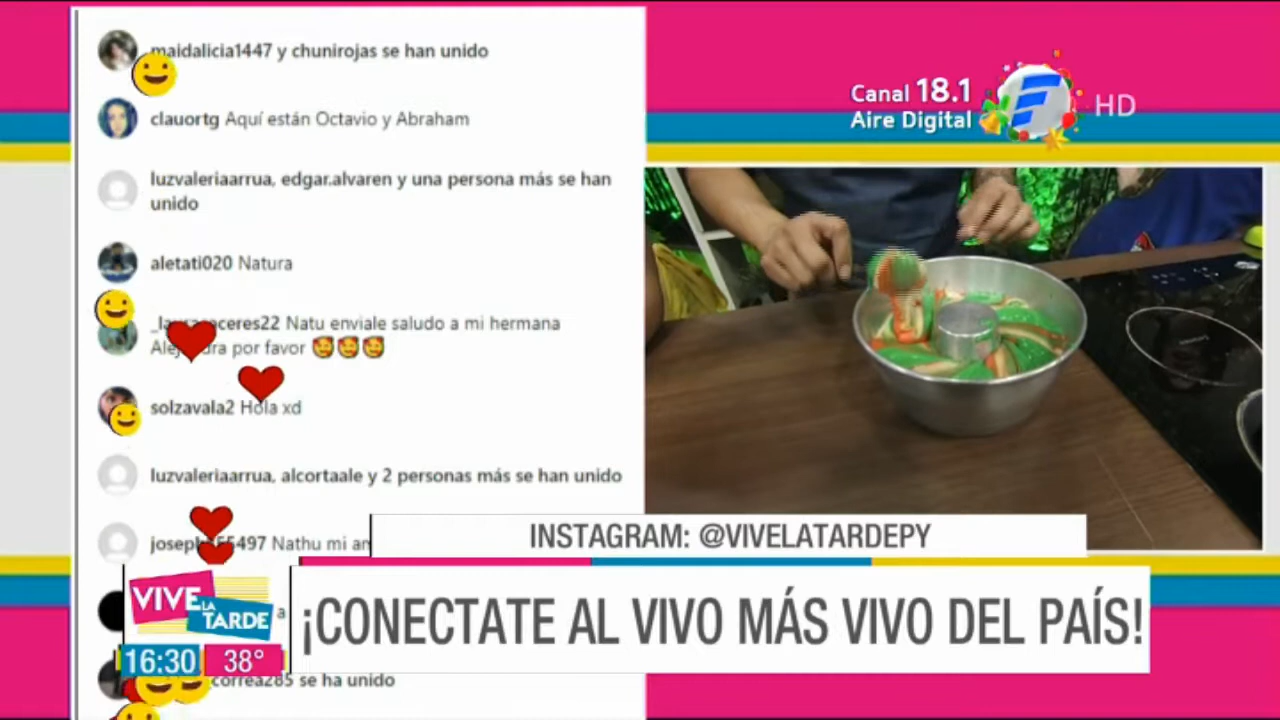 maidalicia1447 y chunirojas se han unido
clauortg Aquí están Octavio y Abraham
luzvaleriaarrua, edgar.alvaren y una persona más se han
unido
aletati020 Natura
Natu enviale saludo a mi hermana
por favor
solzavala2 Hola xd
luzvaleriaarrua, alcortaale y 2 personas más se han unido
Nathu mi
se ha unido
Canal 18.1
Aire Digital
HD
INSTAGRAM: @VIVELATARDEPY
VIVE
LA
TARDE
¡CONECTATE AL VIVO MÁS VIVO DEL PAÍS!
16:30 38°